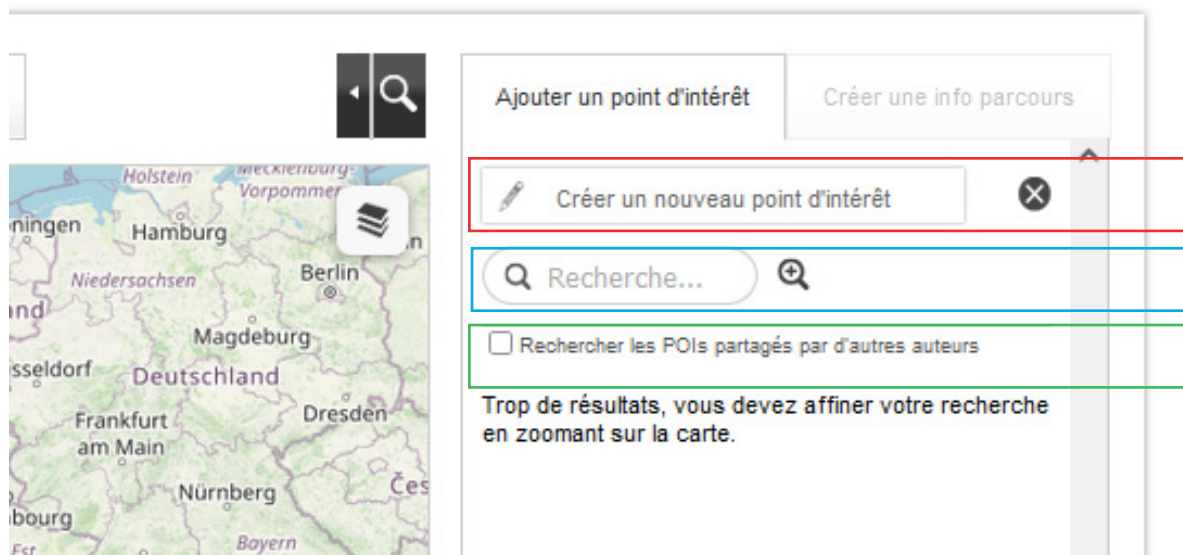 Ajouter un point d'intérêt
Créer une info parcours
Créer un nouveau point d'intérêt
Recherche...
Rechercher les POIs partagés par d'autres auteurs
Trop de résultats, vous devez affiner votre recherche
en zoomant sur la carte.
Holstein
Mecklenburg-
Vorpommer
ningen
Hamburg
Niedersachsen
Berlin
Magdeburg
sseldorf
Deutschland
Frankfurt
am Main
Dresden
Nürnberg
Čes
bourg
Est
Bayern